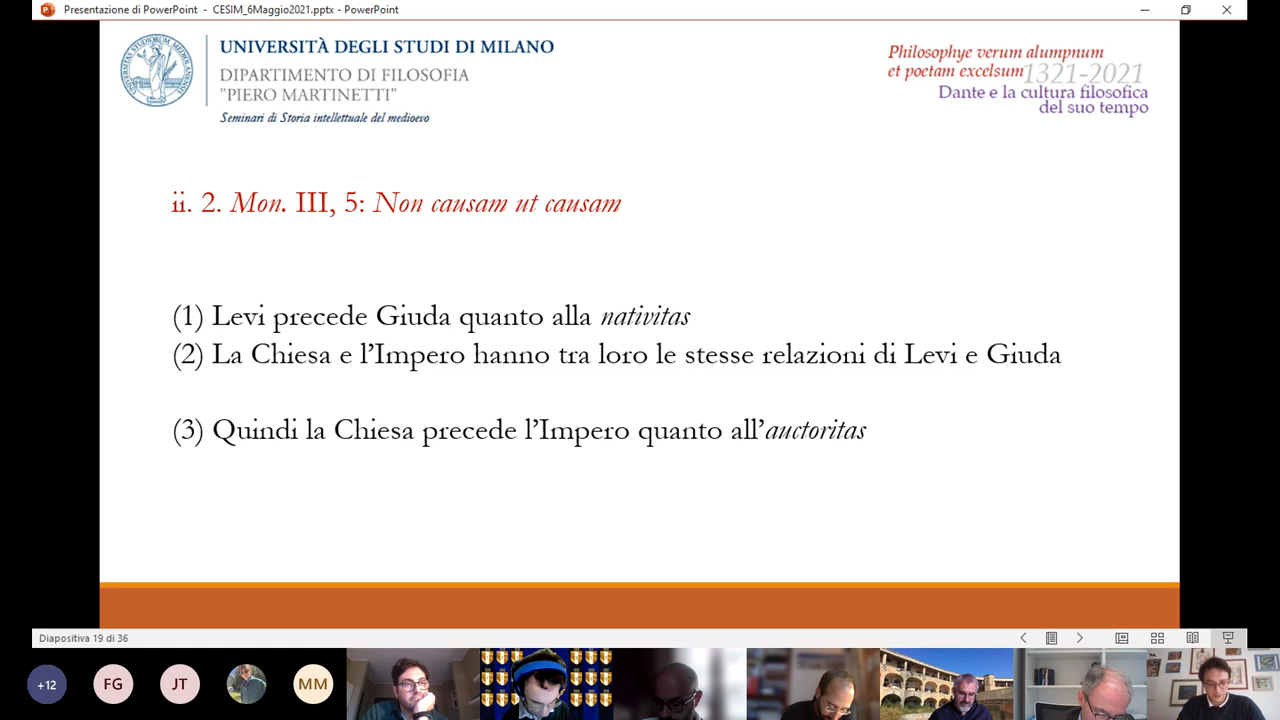 Presentazione di PowerPoint - CESIM_6Maggio2021.pptx - PowerPoint
UNIVERSITÀ DEGLI STUDI DI MILANO
DIPARTIMENTO DI FILOSOFIA
"PIERO MARTINETTI"
Seminari di Storia intellettuale del medioevo
Philosophye verum alumpnum
et poetam excelsum 1321-2021
Dante e la cultura filosofica
del suo tempo
ii. 2. Mon. III, 5: Non causam ut causam
(1) Levi precede Giuda quanto alla nativitas
(2) La Chiesa e l’Impero hanno tra loro le stesse relazioni di Levi e Giuda
(3) Quindi la Chiesa precede l’Impero quanto all’auctoritas
Diapositiva 19 di 36
+12 FG JT MM